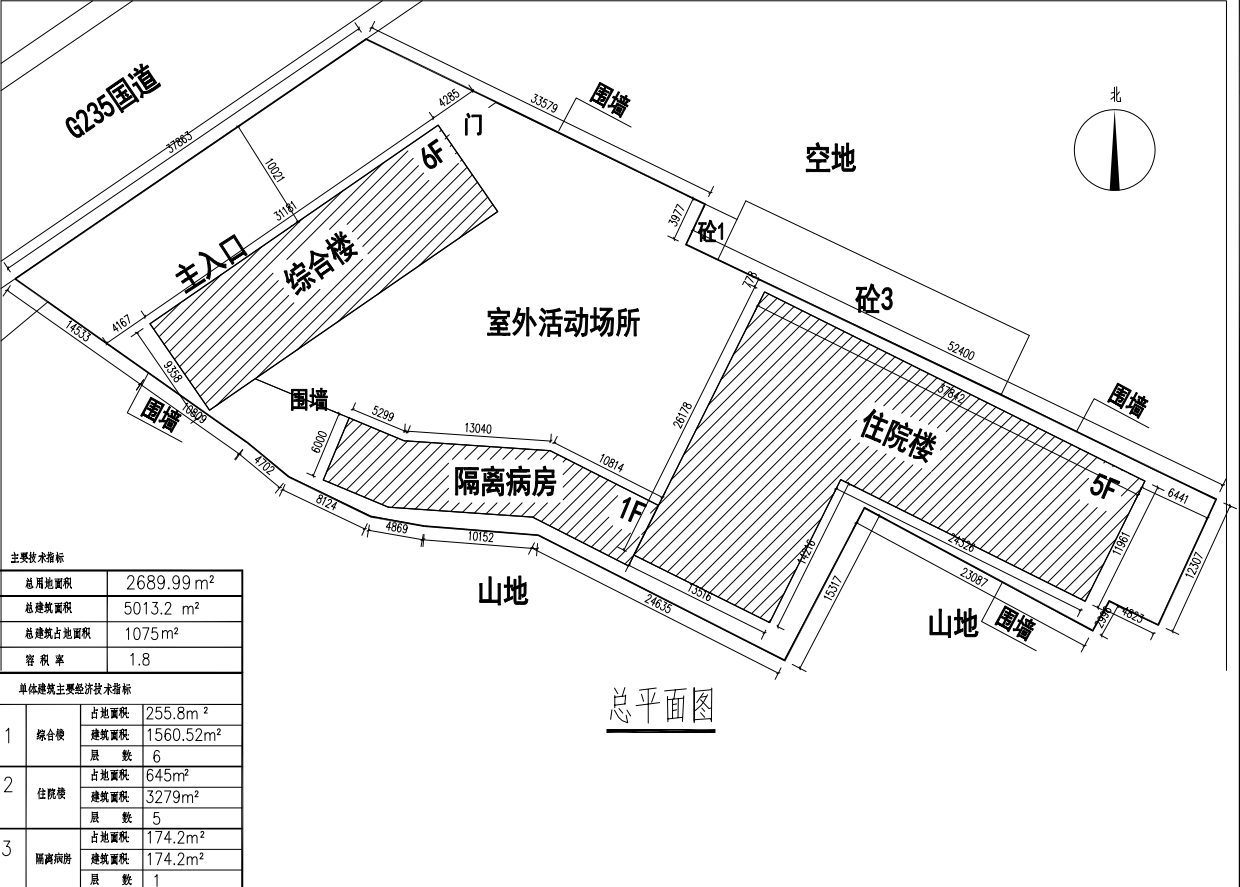 G235国道
37863
4285
门
33579
围墙
北
空地
6F
10021
31181
主入口
综合楼
3977
砼1
778
砼3
52400
37842
室外活动场所
14533
4167
9358
围墙
10809
围墙
5299
13040
6000
10814
26178
隔离病房
1F
住院楼
5F
围墙
6441
4702
8124
4869
10152
24635
13516
14216
15317
24328
23087
11961
12307
2996
4823
围墙
山地
山地
总平面图
主要技术指标
总用地面积 2689.99m²
总建筑面积 5013.2 m²
总建筑占地面积 1075m²
容 积 率 1.8
单体建筑主要经济技术指标
1 综合楼 占地面积 255.8m²
建筑面积 1560.52m²
层 数 6
2 住院楼 占地面积 645m²
建筑面积 3279m²
层 数 5
3 隔离病房 占地面积 174.2m²
建筑面积 174.2m²
层 数 1